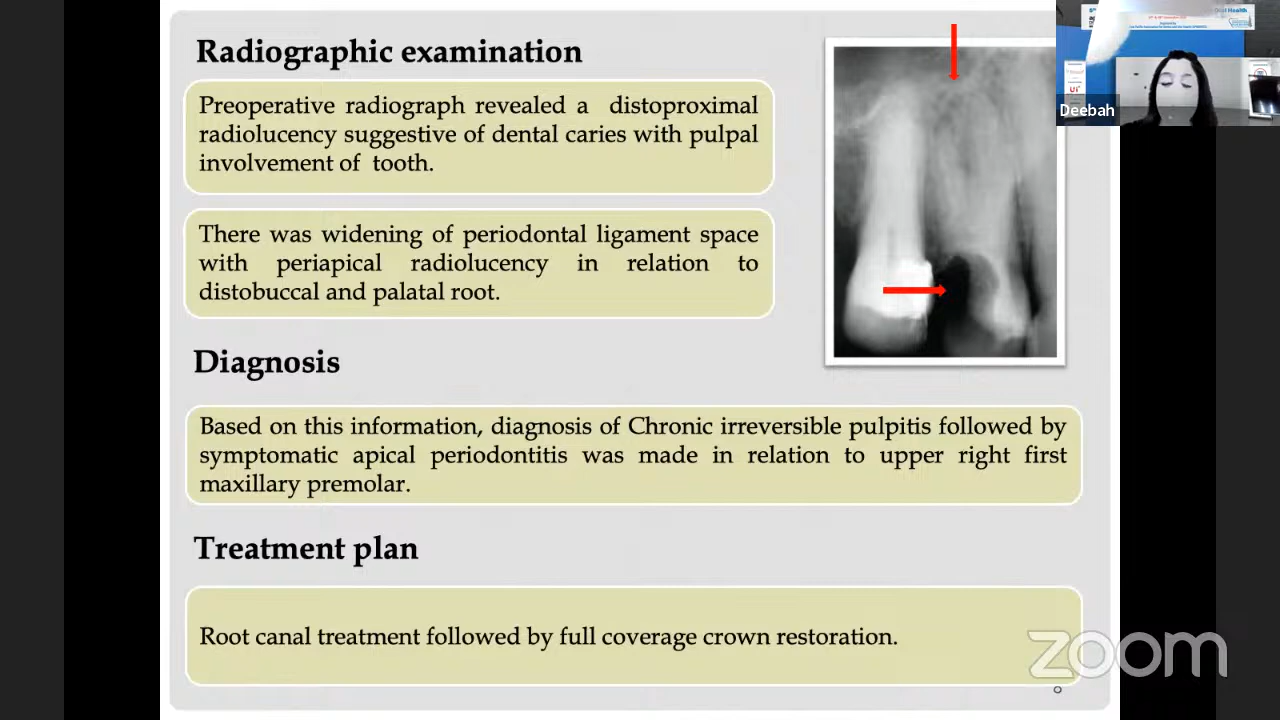 Radiographic examination
Preoperative radiograph revealed a distoproximal
radiolucency suggestive of dental caries with pulpal
involvement of tooth.
There was widening of periodontal ligament space
with periapical radiolucency in relation to
distobuccal and palatal root.
Diagnosis
Based on this information, diagnosis of Chronic irreversible pulpitis followed by
symptomatic apical periodontitis was made in relation to upper right first
maxillary premolar.
Treatment plan
Root canal treatment followed by full coverage crown restoration.
Deebah
zoom